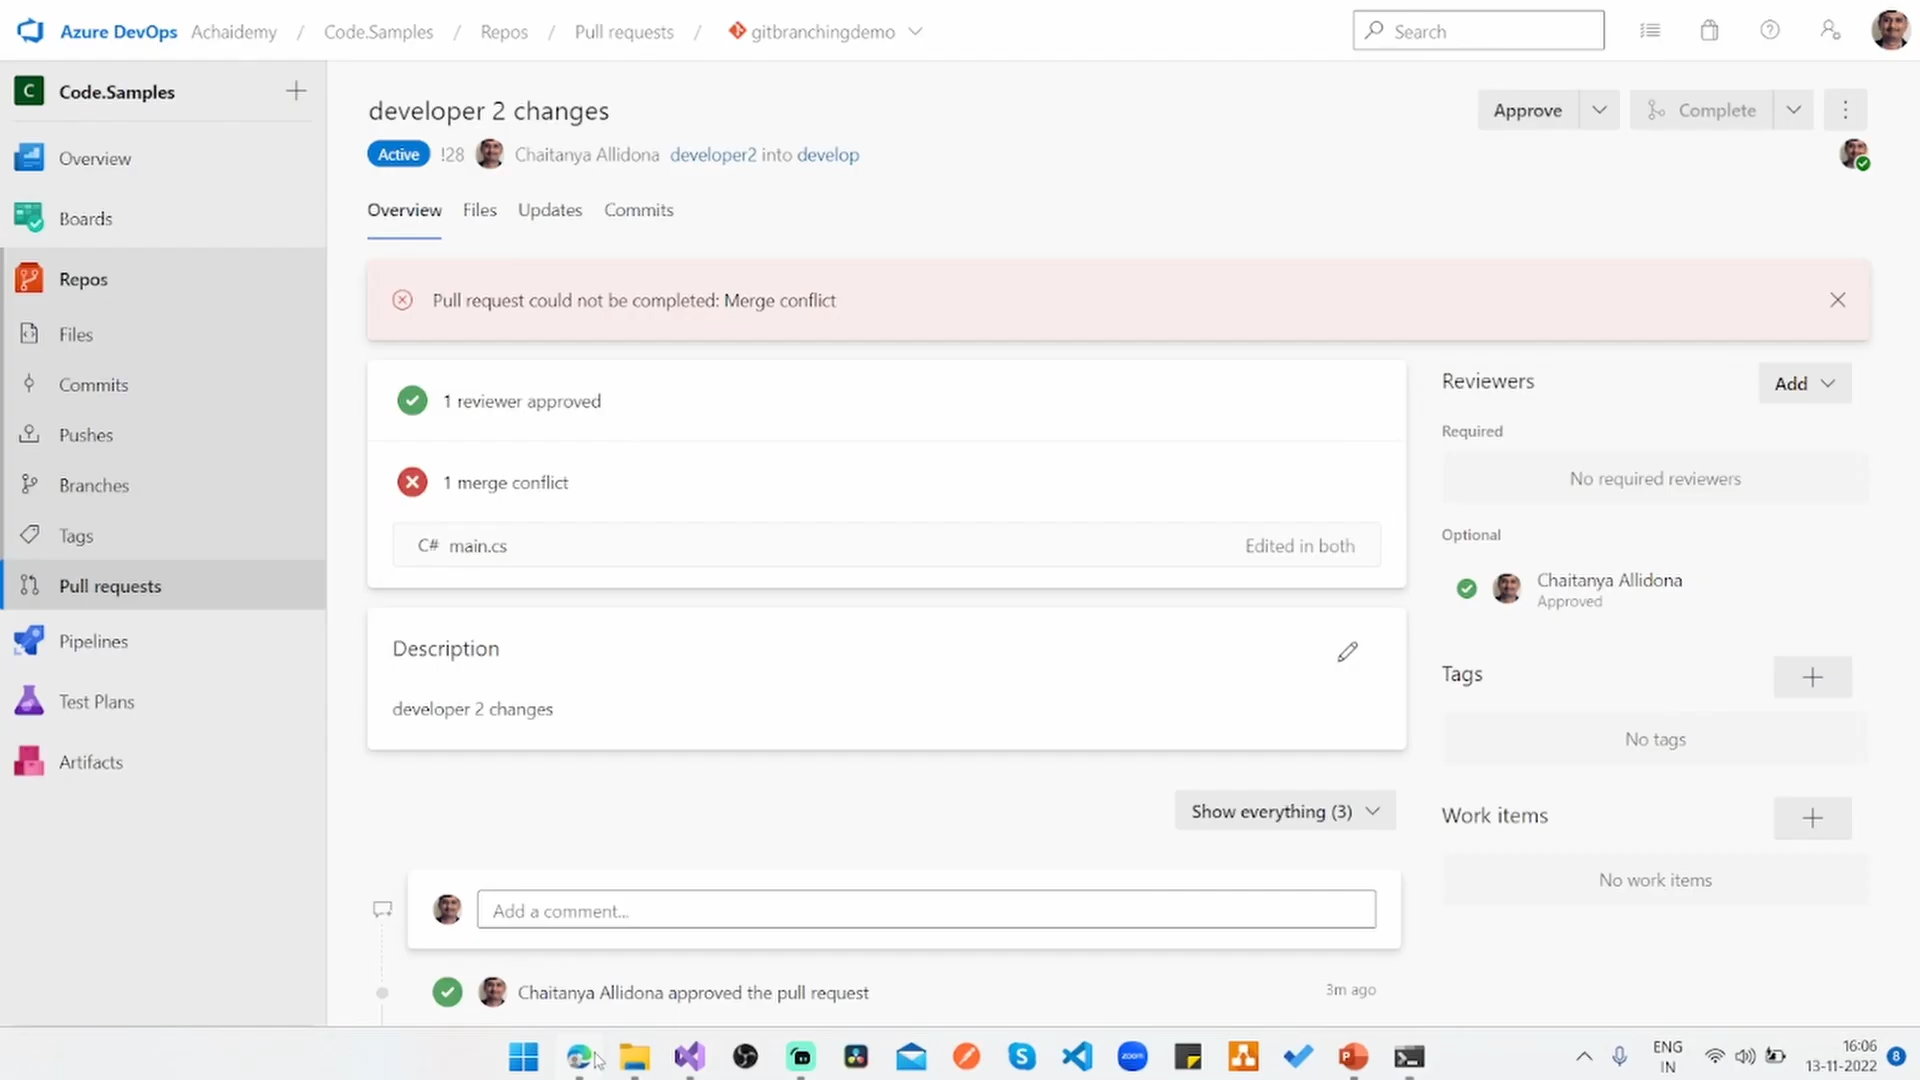 Azure DevOps Achaidemy / Code.Samples / Repos / Pull requests / gitbranchingdemo
Search
C Code.Samples
Overview
Boards
Repos
Files
Commits
Pushes
Branches
Tags
Pull requests
Pipelines
Test Plans
Artifacts
developer 2 changes
Approve
Complete
Active !28 Chaitanya Allidona developer2 into develop
Overview Files Updates Commits
Pull request could not be completed: Merge conflict
1 reviewer approved
1 merge conflict
C# main.cs Edited in both
Description
developer 2 changes
Show everything (3)
Add a comment...
Chaitanya Allidona approved the pull request 3m ago
Reviewers
Add
Required
No required reviewers
Optional
Chaitanya Allidona
Approved
Tags
No tags
Work items
No work items
zoom
ENG
IN
16:06
13-11-2022
8